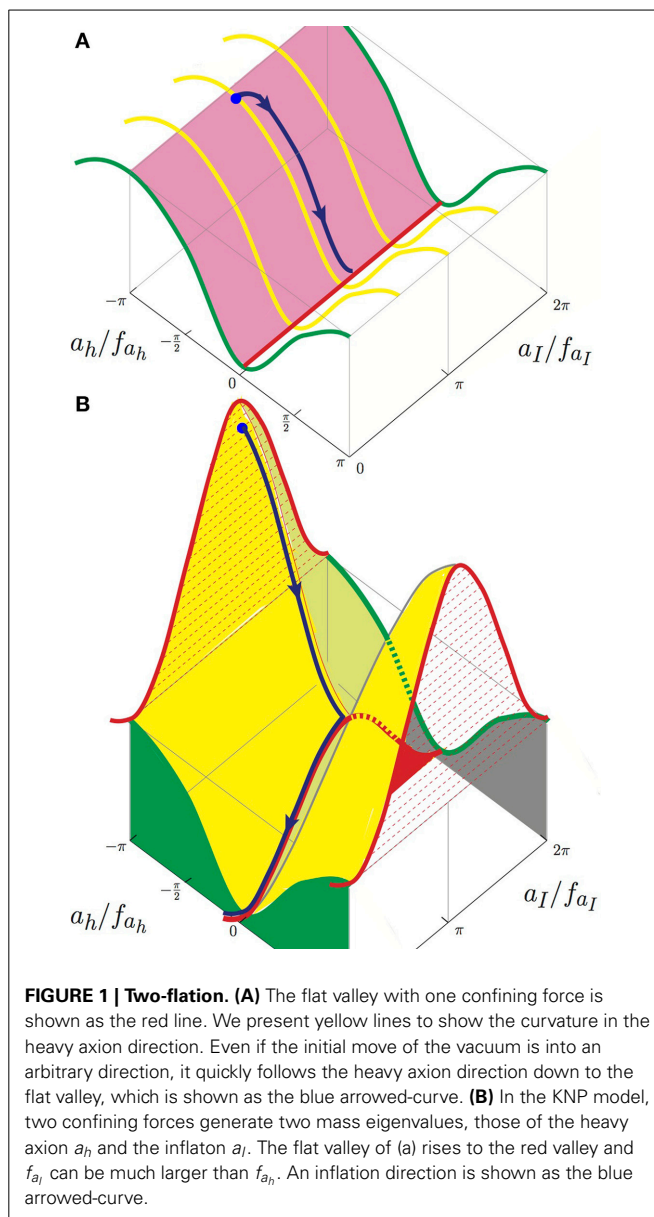 A
−π
−π/2
0
π/2
π
0
π
2π
a_h/f_{a_h}
a_I/f_{a_I}
B
−π
−π/2
0
π
2π
a_h/f_{a_h}
a_I/f_{a_I}
FIGURE 1 | Two-flation. (A) The flat valley with one confining force is
shown as the red line. We present yellow lines to show the curvature in the
heavy axion direction. Even if the initial move of the vacuum is into an
arbitrary direction, it quickly follows the heavy axion direction down to the
flat valley, which is shown as the blue arrowed-curve. (B) In the KNP model,
two confining forces generate two mass eigenvalues, those of the heavy
axion a_h and the inflaton a_I. The flat valley of (a) rises to the red valley and
f_{a_I} can be much larger than f_{a_h}. An inflation direction is shown as the blue
arrowed-curve.